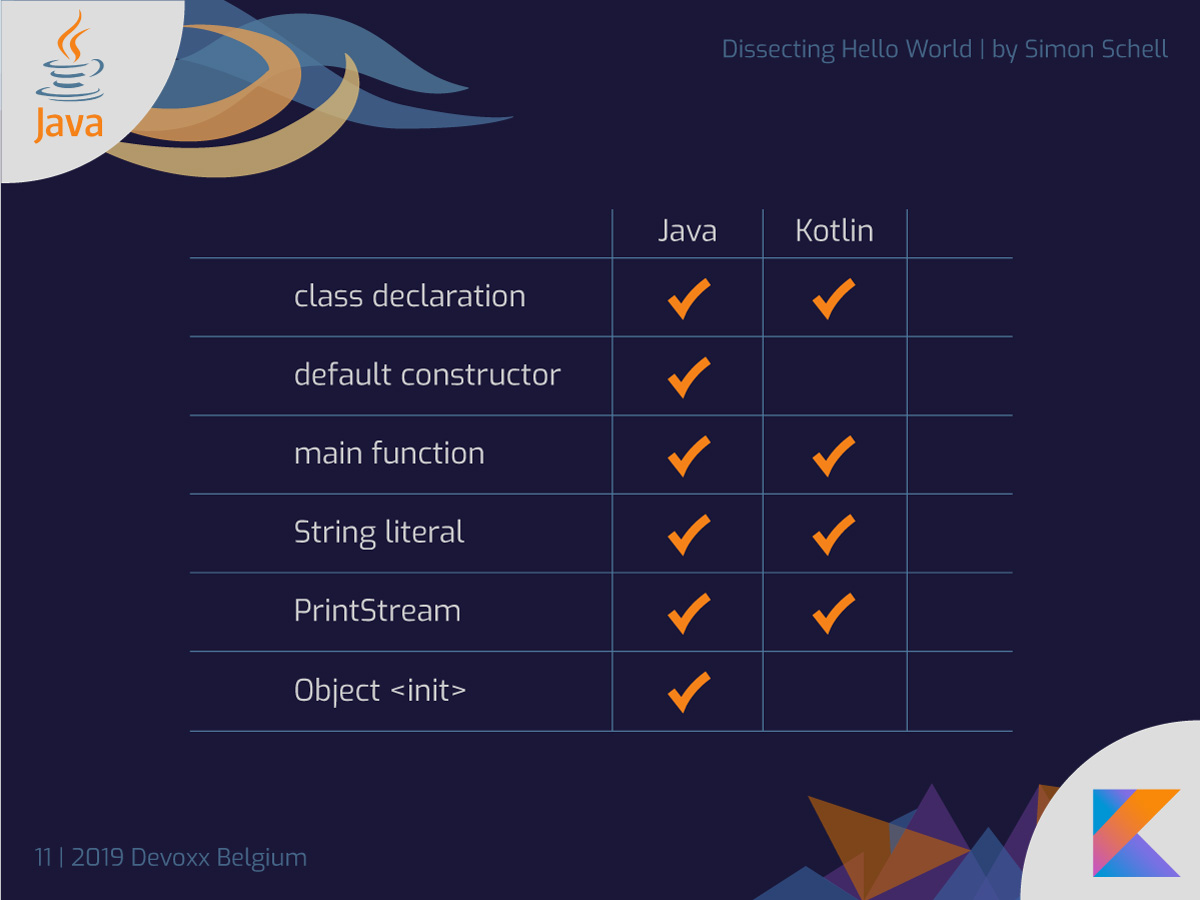 Java
Dissecting Hello World | by Simon Schell
Java Kotlin
class declaration
default constructor
main function
String literal
PrintStream
Object <init>
11 | 2019 Devoxx Belgium